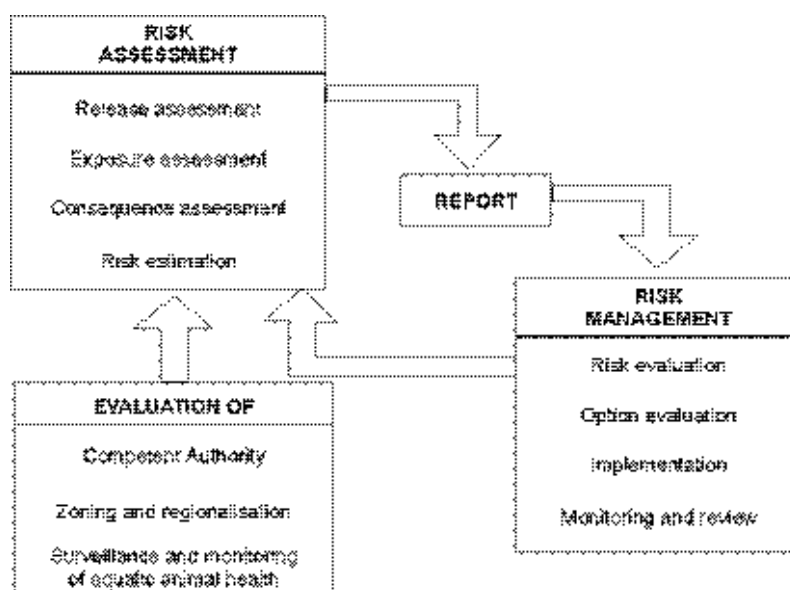 RISK
ASSESSMENT
Release assessment
Exposure assessment
Consequence assessment
Risk estimation
REPORT
RISK
MANAGEMENT
Risk evaluation
Option evaluation
Implementation
Monitoring and review
EVALUATION OF
Competent Authority
Zoning and regionalisation
Surveillance and monitoring
of aquatic animal health